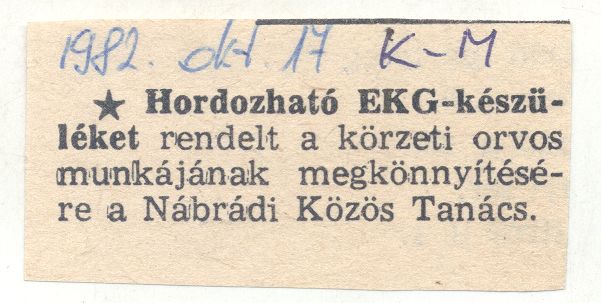 1982. okt. 17 K-M
★ Hordozható EKG-készü-
léket rendelt a körzeti orvos
munkájának megkönnyítésé-
re a Nábrádi Közös Tanács.